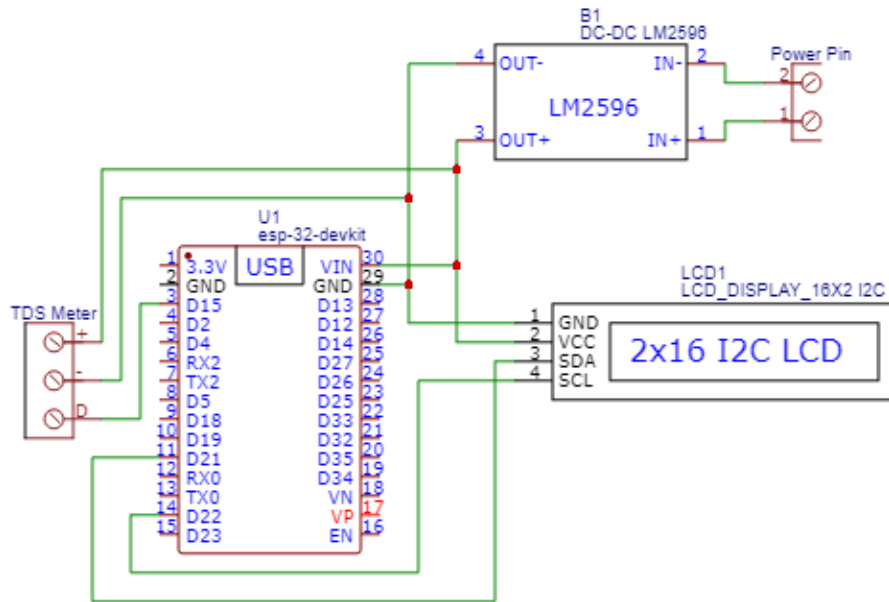 B1
DC-DC LM2596
4 OUT- IN- 2
LM2596
3 OUT+ IN+ 1
Power Pin
2
1
U1
esp-32-devkit
USB
1 3.3V VIN 30
2 GND GND 29
3 D15 D13 28
4 D2 D12 27
5 D4 D14 26
6 RX2 D27 25
7 TX2 D26 24
8 D5 D25 23
9 D18 D33 22
10 D19 D32 21
11 D21 D35 20
12 RX0 D34 19
13 TX0 VN 18
14 D22 VP 17
15 D23 EN 16
TDS Meter
+
-
D
LCD1
LCD_DISPLAY_16X2 I2C
1 GND
2 VCC
3 SDA
4 SCL
2x16 I2C LCD